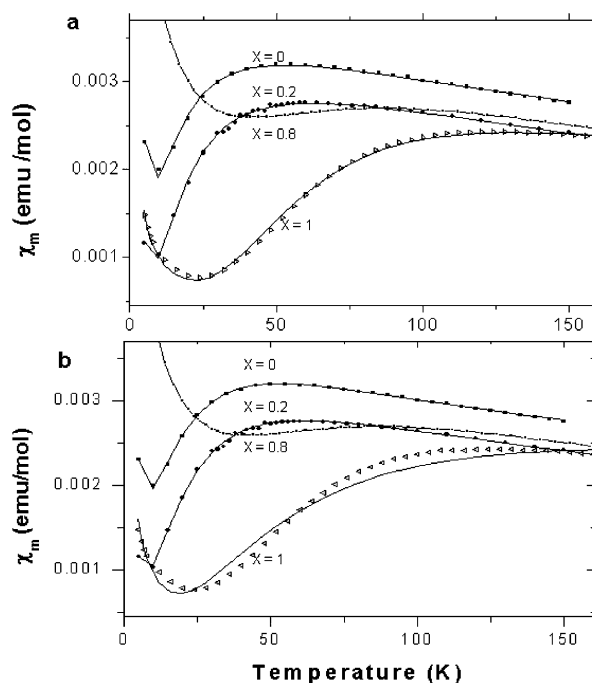 a
X = 0
X = 0.2
X = 0.8
X = 1
0.003
0.002
0.001
χm (emu /mol)
0
50
100
150
b
X = 0
X = 0.2
X = 0.8
X = 1
0.003
0.002
0.001
χm (emu/mol)
0
50
100
150
Temperature (K)